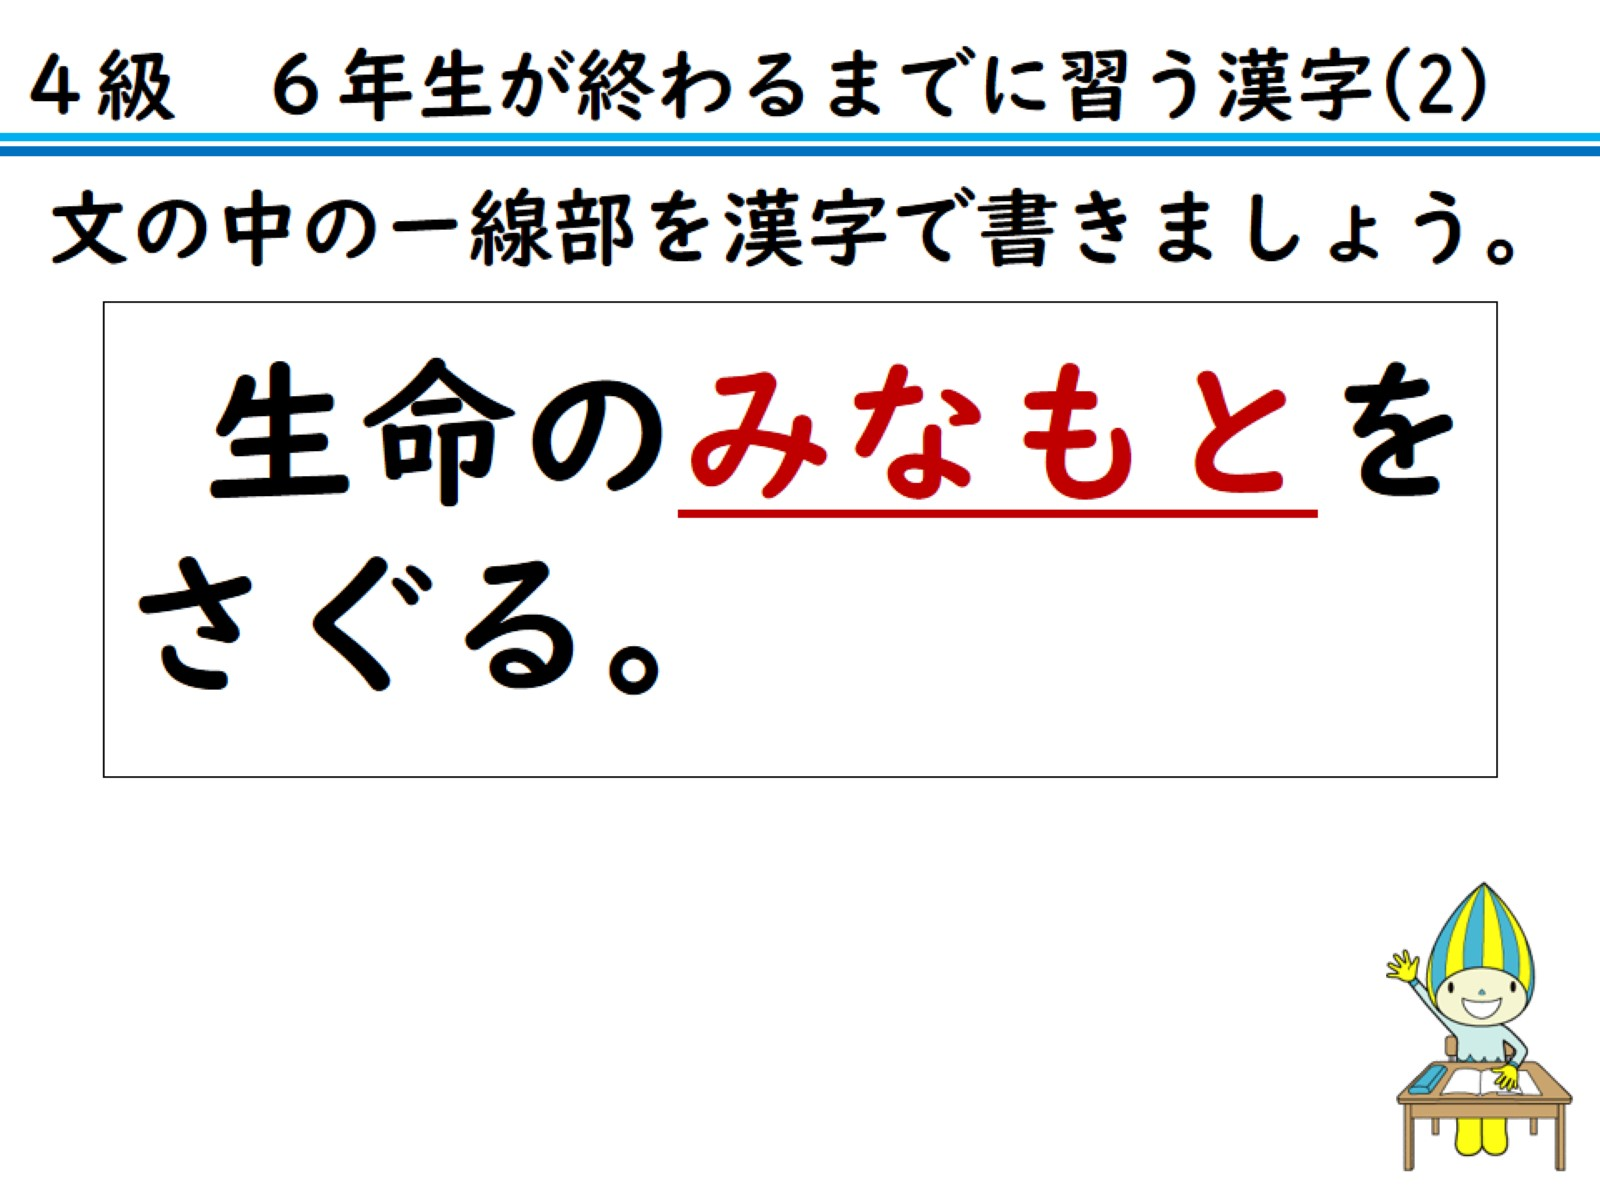 ４級　６年生が終わるまでに習う漢字(2)
文の中の一線部を漢字で書きましょう。
生命のみなもとを
さぐる。